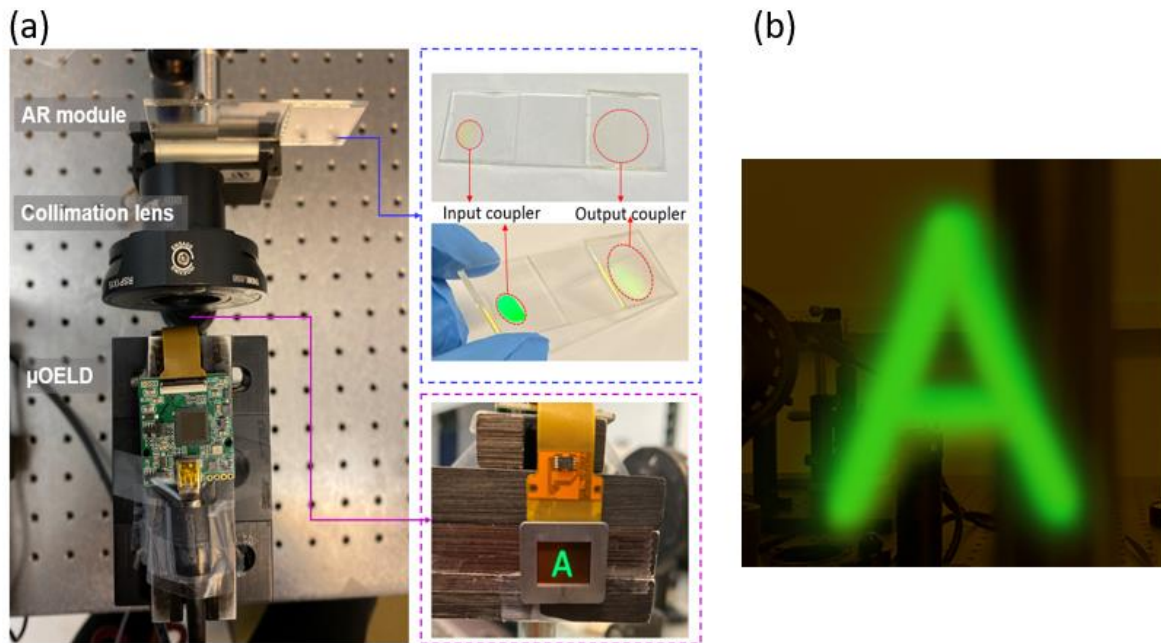 (a)
(b)
AR module
Collimation lens
µOELD
Input coupler
Output coupler
A
A